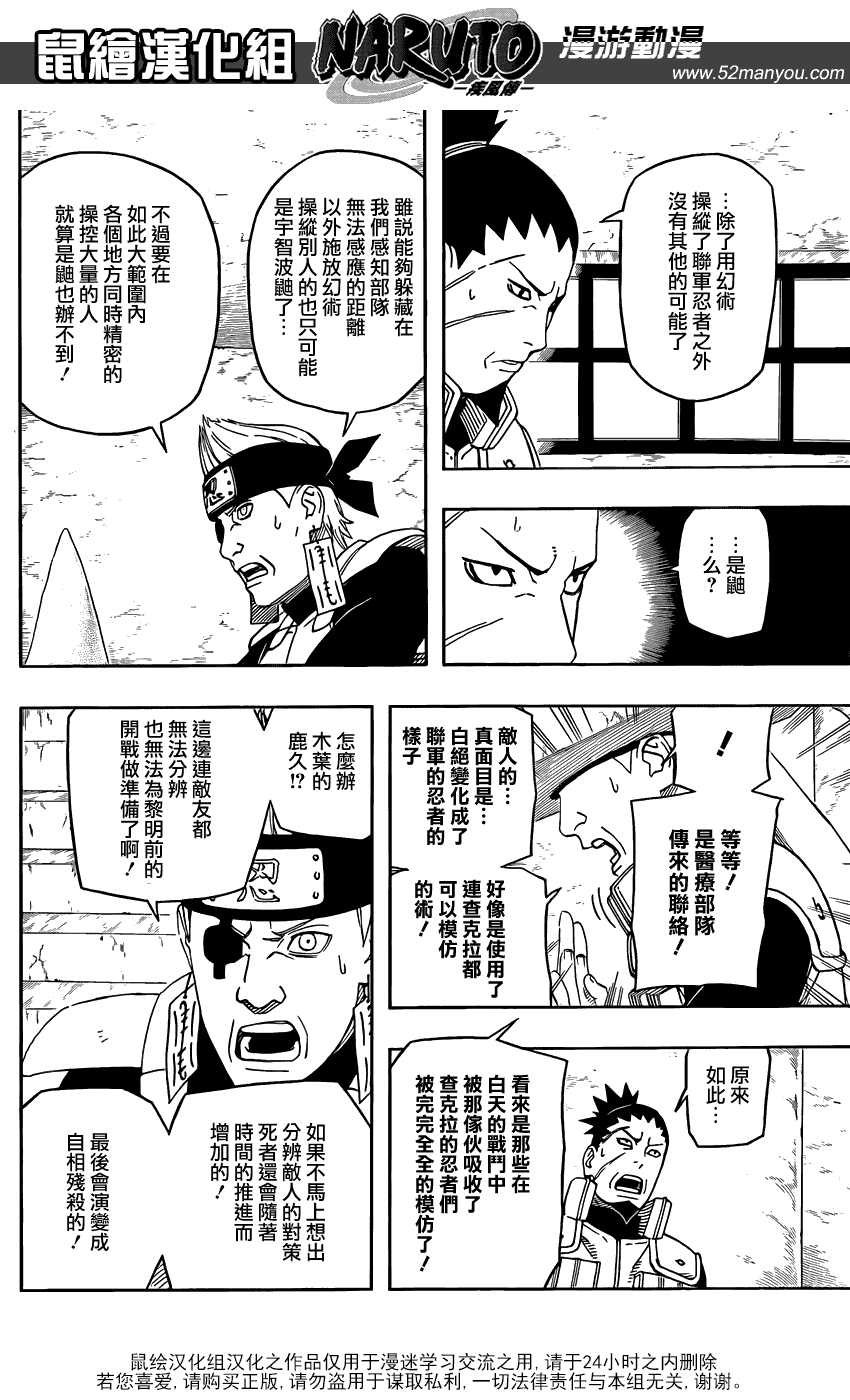 鼠繪漢化組
NARUTO
─疾風傳─
漫游動漫
www.52manyou.com
…除了用幻術
操縱了聯軍忍者之外
沒有其他的可能了
雖説能夠躲藏在
我們感知部隊
無法感應的距離
以外施放幻術
操縱別人的也只可能
是宇智波鼬了…
不過要在
如此大範圍內
各個地方同時精密的
操控大量的人
就算是鼬也辦不到！
忍
…是鼬
…么？
！
等等！
是醫療部隊
傳來的聯絡！
敵人的…
真面目是…
白絕變化成了
聯軍的忍者的
樣子
好像是使用了
連查克拉都
可以模仿
的術！
怎麼辦
木葉的
鹿久!?
這邊連敵友都
無法分辨
也無法為黎明前的
開戰做準備了啊！
忍
原來
如此…
看來是那些在
白天的戰鬥中
被那傢伙吸收了
查克拉的忍者們
被完完全全的模仿了！
如果不馬上想出
分辨敵人的對策
死者還會隨著
時間的推進而
增加的！
最後會演變成
自相殘殺的！
鼠绘汉化组汉化之作品仅用于漫迷学习交流之用, 请于24小时之内删除
若您喜爱, 请购买正版, 请勿滥用于谋取私利, 一切法律责任与本组无关, 谢谢。